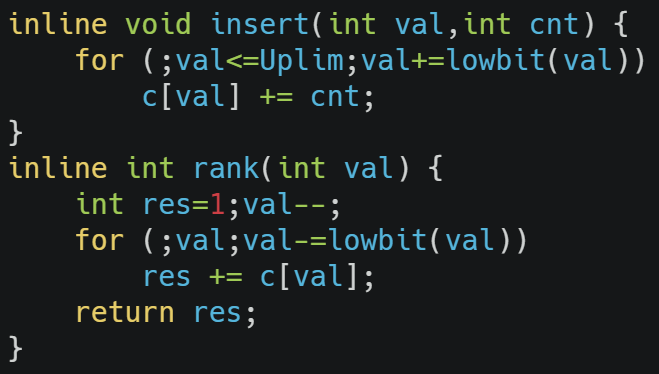 inline void insert(int val,int cnt) {
    for (;val<=Uplim;val+=lowbit(val))
        c[val] += cnt;
}
inline int rank(int val) {
    int res=1;val--;
    for (;val;val-=lowbit(val))
        res += c[val];
    return res;
}